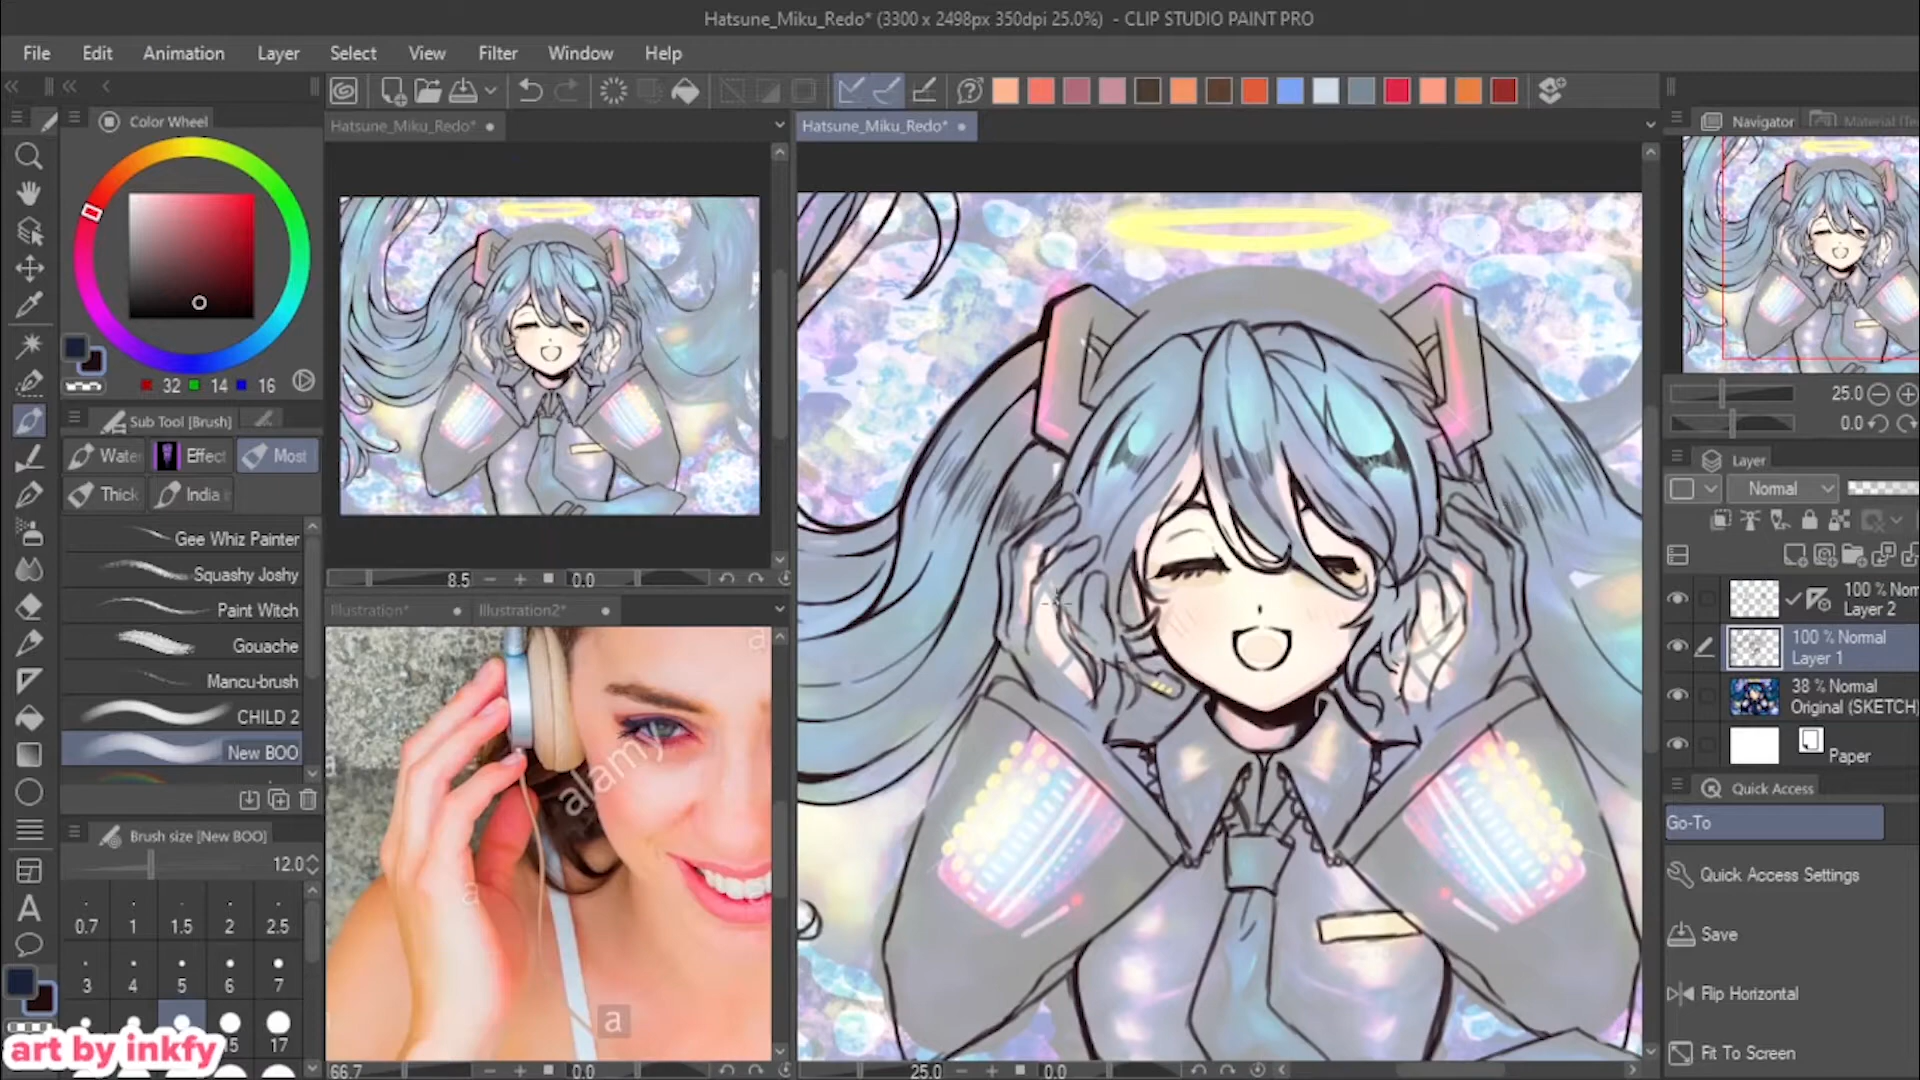 Hatsune_Miku_Redo* (3300 x 2498px 350dpi 25.0%) - CLIP STUDIO PAINT PRO
File Edit Animation Layer Select View Filter Window Help
Color Wheel
32 14 16
Sub Tool [Brush]
Water Effect Most
Thick India
Gee Whiz Painter
Squashy Joshy
Paint Witch
Gouache
Mancu-brush
CHILD 2
New BOO
Brush size [New BOO]
12.0
0.7 1 1.5 2 2.5
3 4 5 6 7
15 17
art by inkfy
Hatsune_Miku_Redo*
8.5 0.0
Illustration* Illustration2*
a
alamy
a
a
66.7 0.0
Hatsune_Miku_Redo*
25.0 0.0
Navigator Material
25.0
0.0
Layer
Normal
100 % Norm
Layer 2
100 % Normal
Layer 1
38 % Normal
Original (SKETCH)
Paper
Quick Access
Go-To
Quick Access Settings
Save
Flip Horizontal
Fit To Screen